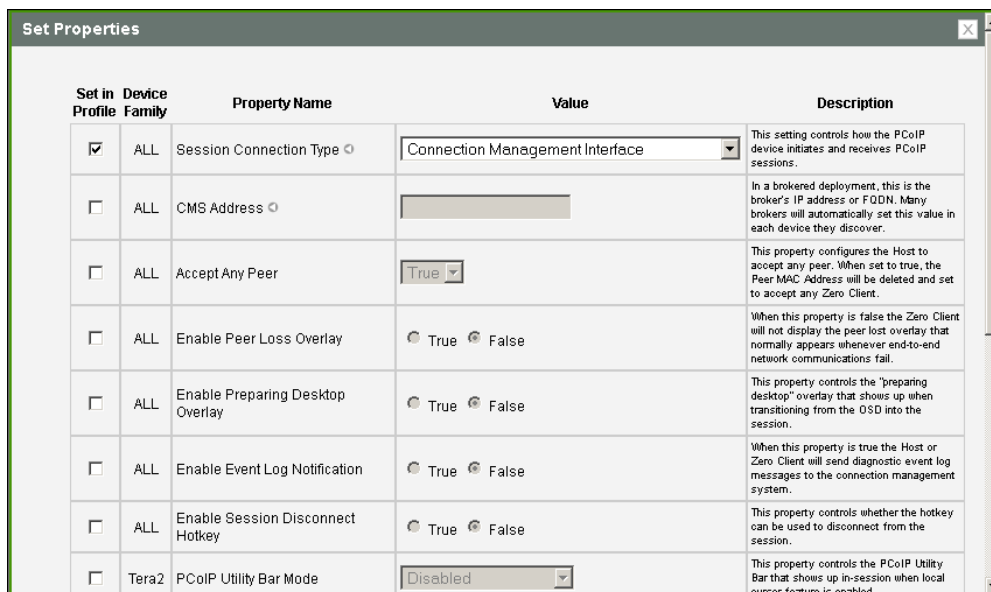 Set Properties
X
Set in Profile
Device Family
Property Name
Value
Description
ALL
Session Connection Type
Connection Management Interface
This setting controls how the PCoIP
device initiates and receives PCoIP
sessions.
ALL
CMS Address
In a brokered deployment, this is the
broker's IP address or FQDN. Many
brokers will automatically set this value in
each device they discover.
ALL
Accept Any Peer
True
This property configures the Host to
accept any peer. When set to true, the
Peer MAC Address will be deleted and set
to accept any Zero Client.
ALL
Enable Peer Loss Overlay
True False
When this property is false the Zero Client
will not display the peer lost overlay that
normally appears whenever end-to-end
network communications fail.
ALL
Enable Preparing Desktop
Overlay
True False
This property controls the "preparing
desktop" overlay that shows up when
transitioning from the OSD into the
session.
ALL
Enable Event Log Notification
True False
When this property is true the Host or
Zero Client will send diagnostic event log
messages to the connection management
system.
ALL
Enable Session Disconnect
Hotkey
True False
This property controls whether the hotkey
can be used to disconnect from the
session.
Tera2
PCoIP Utility Bar Mode
Disabled
This property controls the PCoIP Utility
Bar that shows up in-session when local
cursor feature is enabled